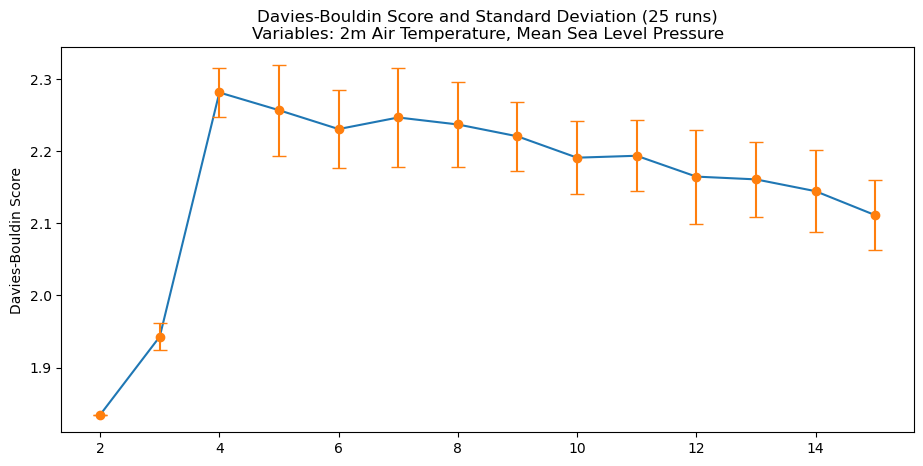 Davies-Bouldin Score and Standard Deviation (25 runs)
Variables: 2m Air Temperature, Mean Sea Level Pressure
Davies-Bouldin Score
2.3
2.2
2.1
2.0
1.9
2 4 6 8 10 12 14